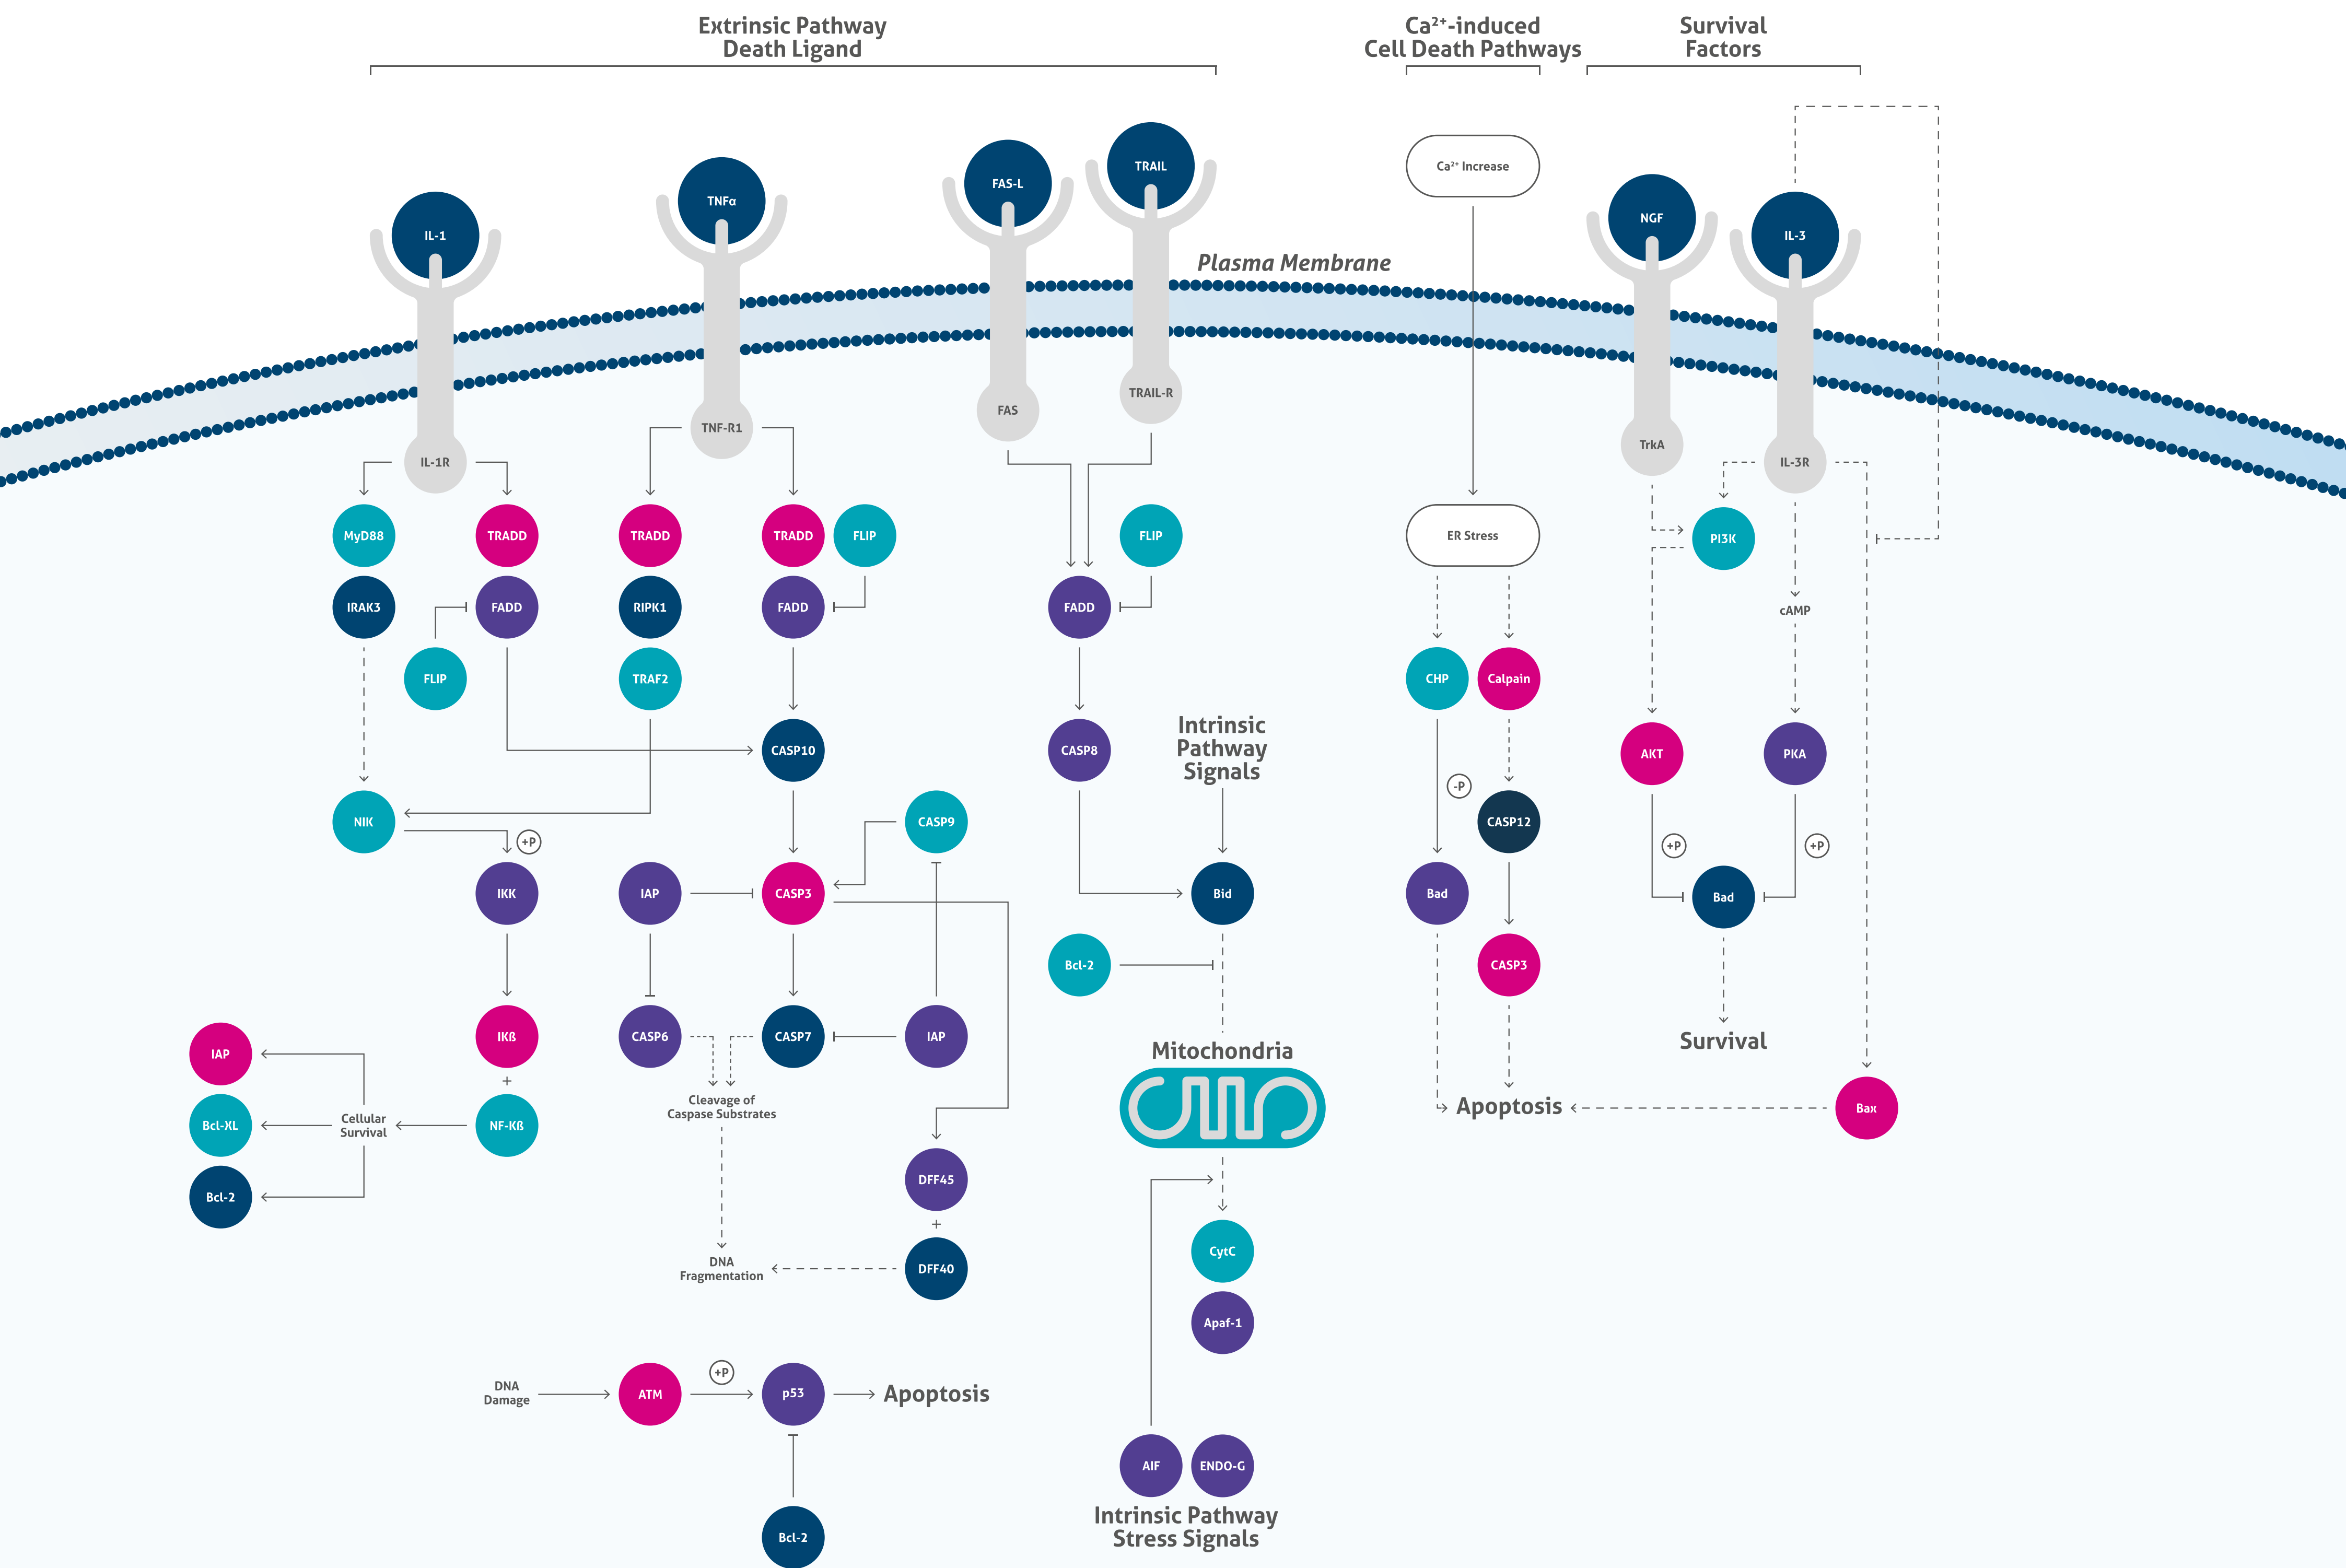 Extrinsic Pathway
Death Ligand
Ca²⁺-induced
Cell Death Pathways
Survival
Factors
TRAIL
Ca²⁺ Increase
FAS-L
TNFα
NGF
IL-1
IL-3
Plasma Membrane
TRAIL-R
FAS
TNF-R1
TrkA
IL-1R
IL-3R
MyD88
TRADD
TRADD
TRADD
FLIP
FLIP
ER Stress
PI3K
IRAK3
FADD
RIPK1
FADD
FADD
cAMP
FLIP
TRAF2
CHP
Calpain
Intrinsic
Pathway
Signals
CASP10
CASP8
AKT
PKA
-P
NIK
CASP9
CASP12
+P
+P
+P
IKK
IAP
CASP3
Bid
Bad
Bad
Bcl-2
CASP3
IKß
CASP6
CASP7
IAP
Survival
Mitochondria
IAP
+
Cleavage of
Caspase Substrates
Apoptosis
Bax
Bcl-XL
Cellular
Survival
NF-Kß
DFF45
Bcl-2
+
CytC
DNA
Fragmentation
DFF40
Apaf-1
+P
DNA
Damage
ATM
p53
Apoptosis
AIF
ENDO-G
Intrinsic Pathway
Stress Signals
Bcl-2